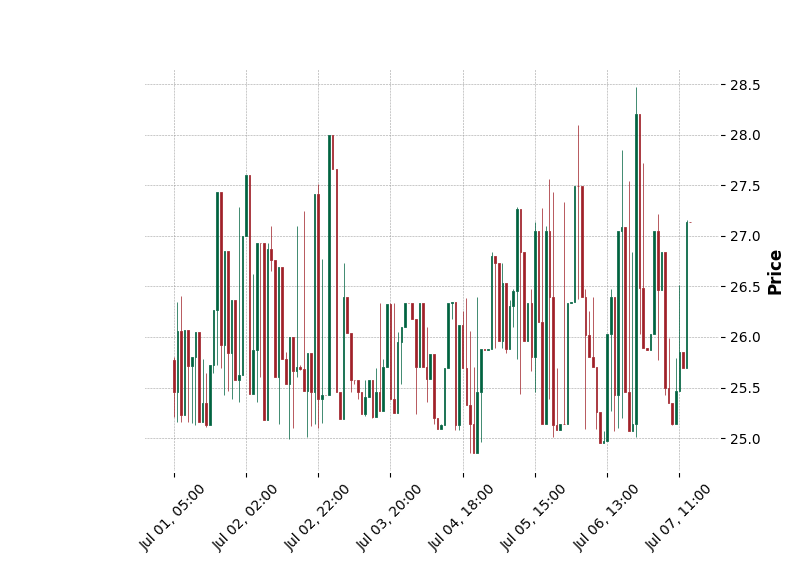 28.5
28.0
27.5
27.0
26.5
26.0
25.5
25.0
Price
Jul 01, 05:00
Jul 02, 02:00
Jul 02, 22:00
Jul 03, 20:00
Jul 04, 18:00
Jul 05, 15:00
Jul 06, 13:00
Jul 07, 11:00